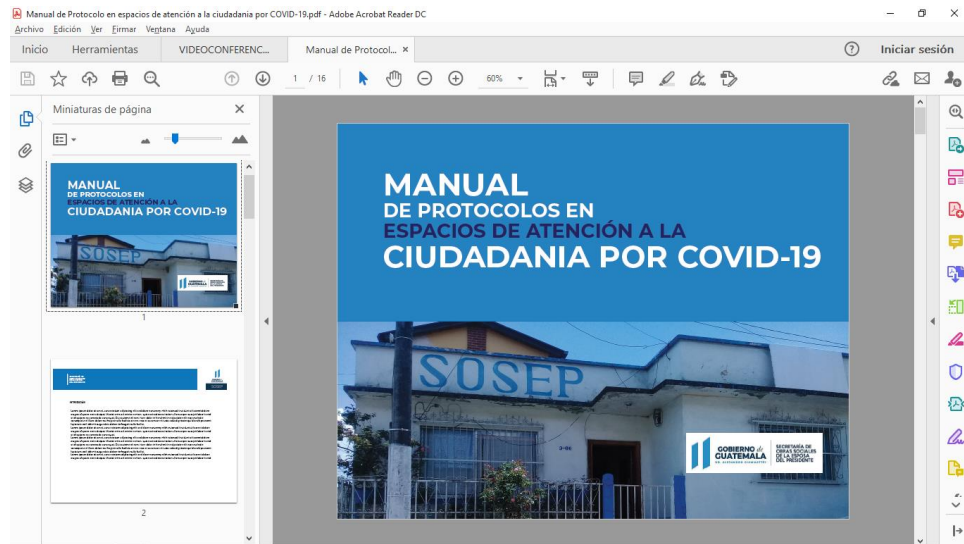 Manual de Protocolo en espacios de atención a la ciudadania por COVID-19.pdf - Adobe Acrobat Reader DC
Archivo Edición Ver Firmar Ventana Ayuda
Inicio Herramientas VIDEOCONFERENC... Manual de Protocol... × Iniciar sesión
1 / 16 60%
Miniaturas de página
MANUAL
DE PROTOCOLOS EN
ESPACIOS DE ATENCIÓN A LA
CIUDADANIA POR COVID-19
SOSEP
1
SOSEP
2
MANUAL
DE PROTOCOLOS EN
ESPACIOS DE ATENCIÓN A LA
CIUDADANIA POR COVID-19
SOSEP
GOBIERNO de
GUATEMALA
DR. ALEJANDRO GIAMMATTEI
SECRETARÍA DE
OBRAS SOCIALES
DE LA ESPOSA
DEL PRESIDENTE